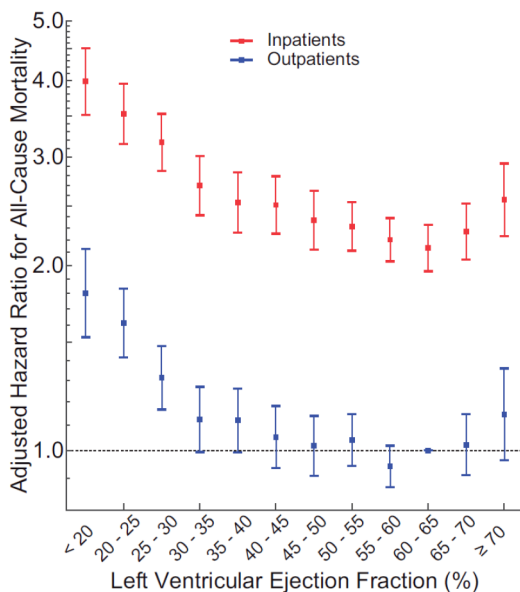 Adjusted Hazard Ratio for All-Cause Mortality
5.0
4.0
3.0
2.0
1.0
Inpatients
Outpatients
< 20
20 - 25
25 - 30
30 - 35
35 - 40
40 - 45
45 - 50
50 - 55
55 - 60
60 - 65
65 - 70
≥ 70
Left Ventricular Ejection Fraction (%)